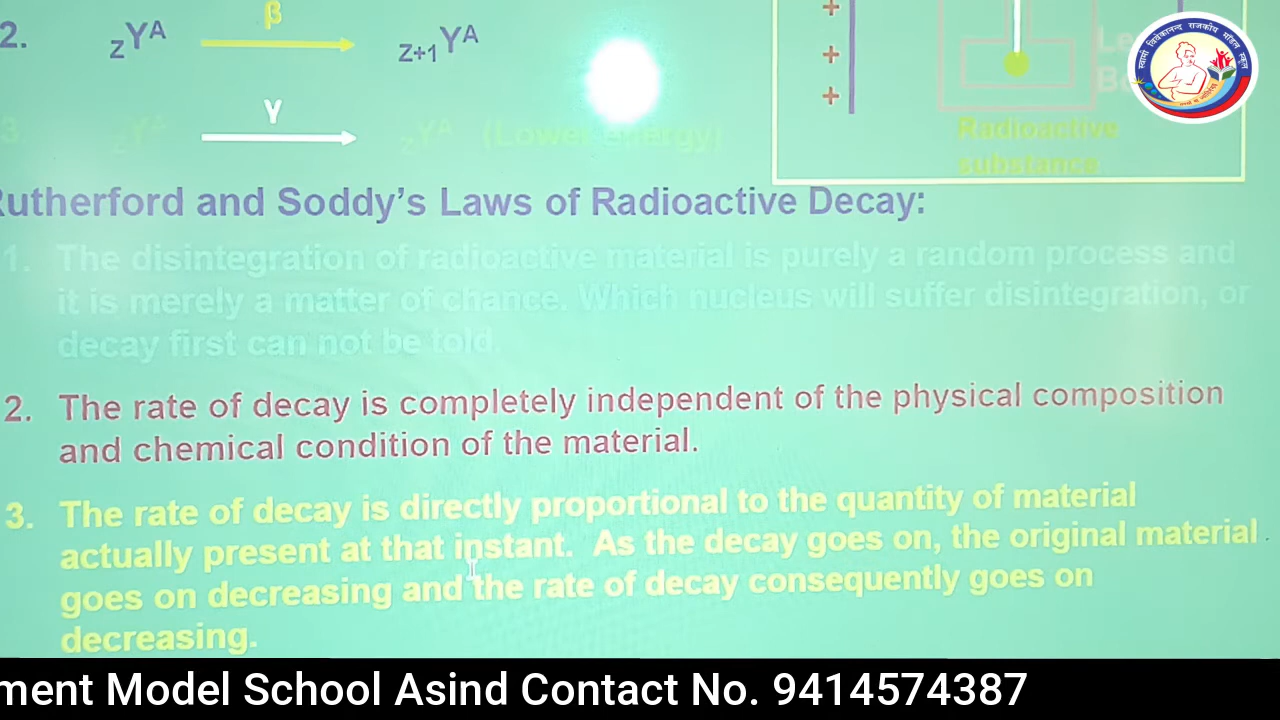 β
2. ZYA Z+1YA
+
+
+
γ
3 ZYA ZYA (Lower Energy)
Radioactive
substance
Rutherford and Soddy’s Laws of Radioactive Decay:
1. The disintegration of radioactive material is purely a random process and
it is merely a matter of chance. Which nucleus will suffer disintegration, or
decay first can not be told.
2. The rate of decay is completely independent of the physical composition
and chemical condition of the material.
3. The rate of decay is directly proportional to the quantity of material
actually present at that instant. As the decay goes on, the original material
goes on decreasing and the rate of decay consequently goes on
decreasing.
ment Model School Asind Contact No. 9414574387